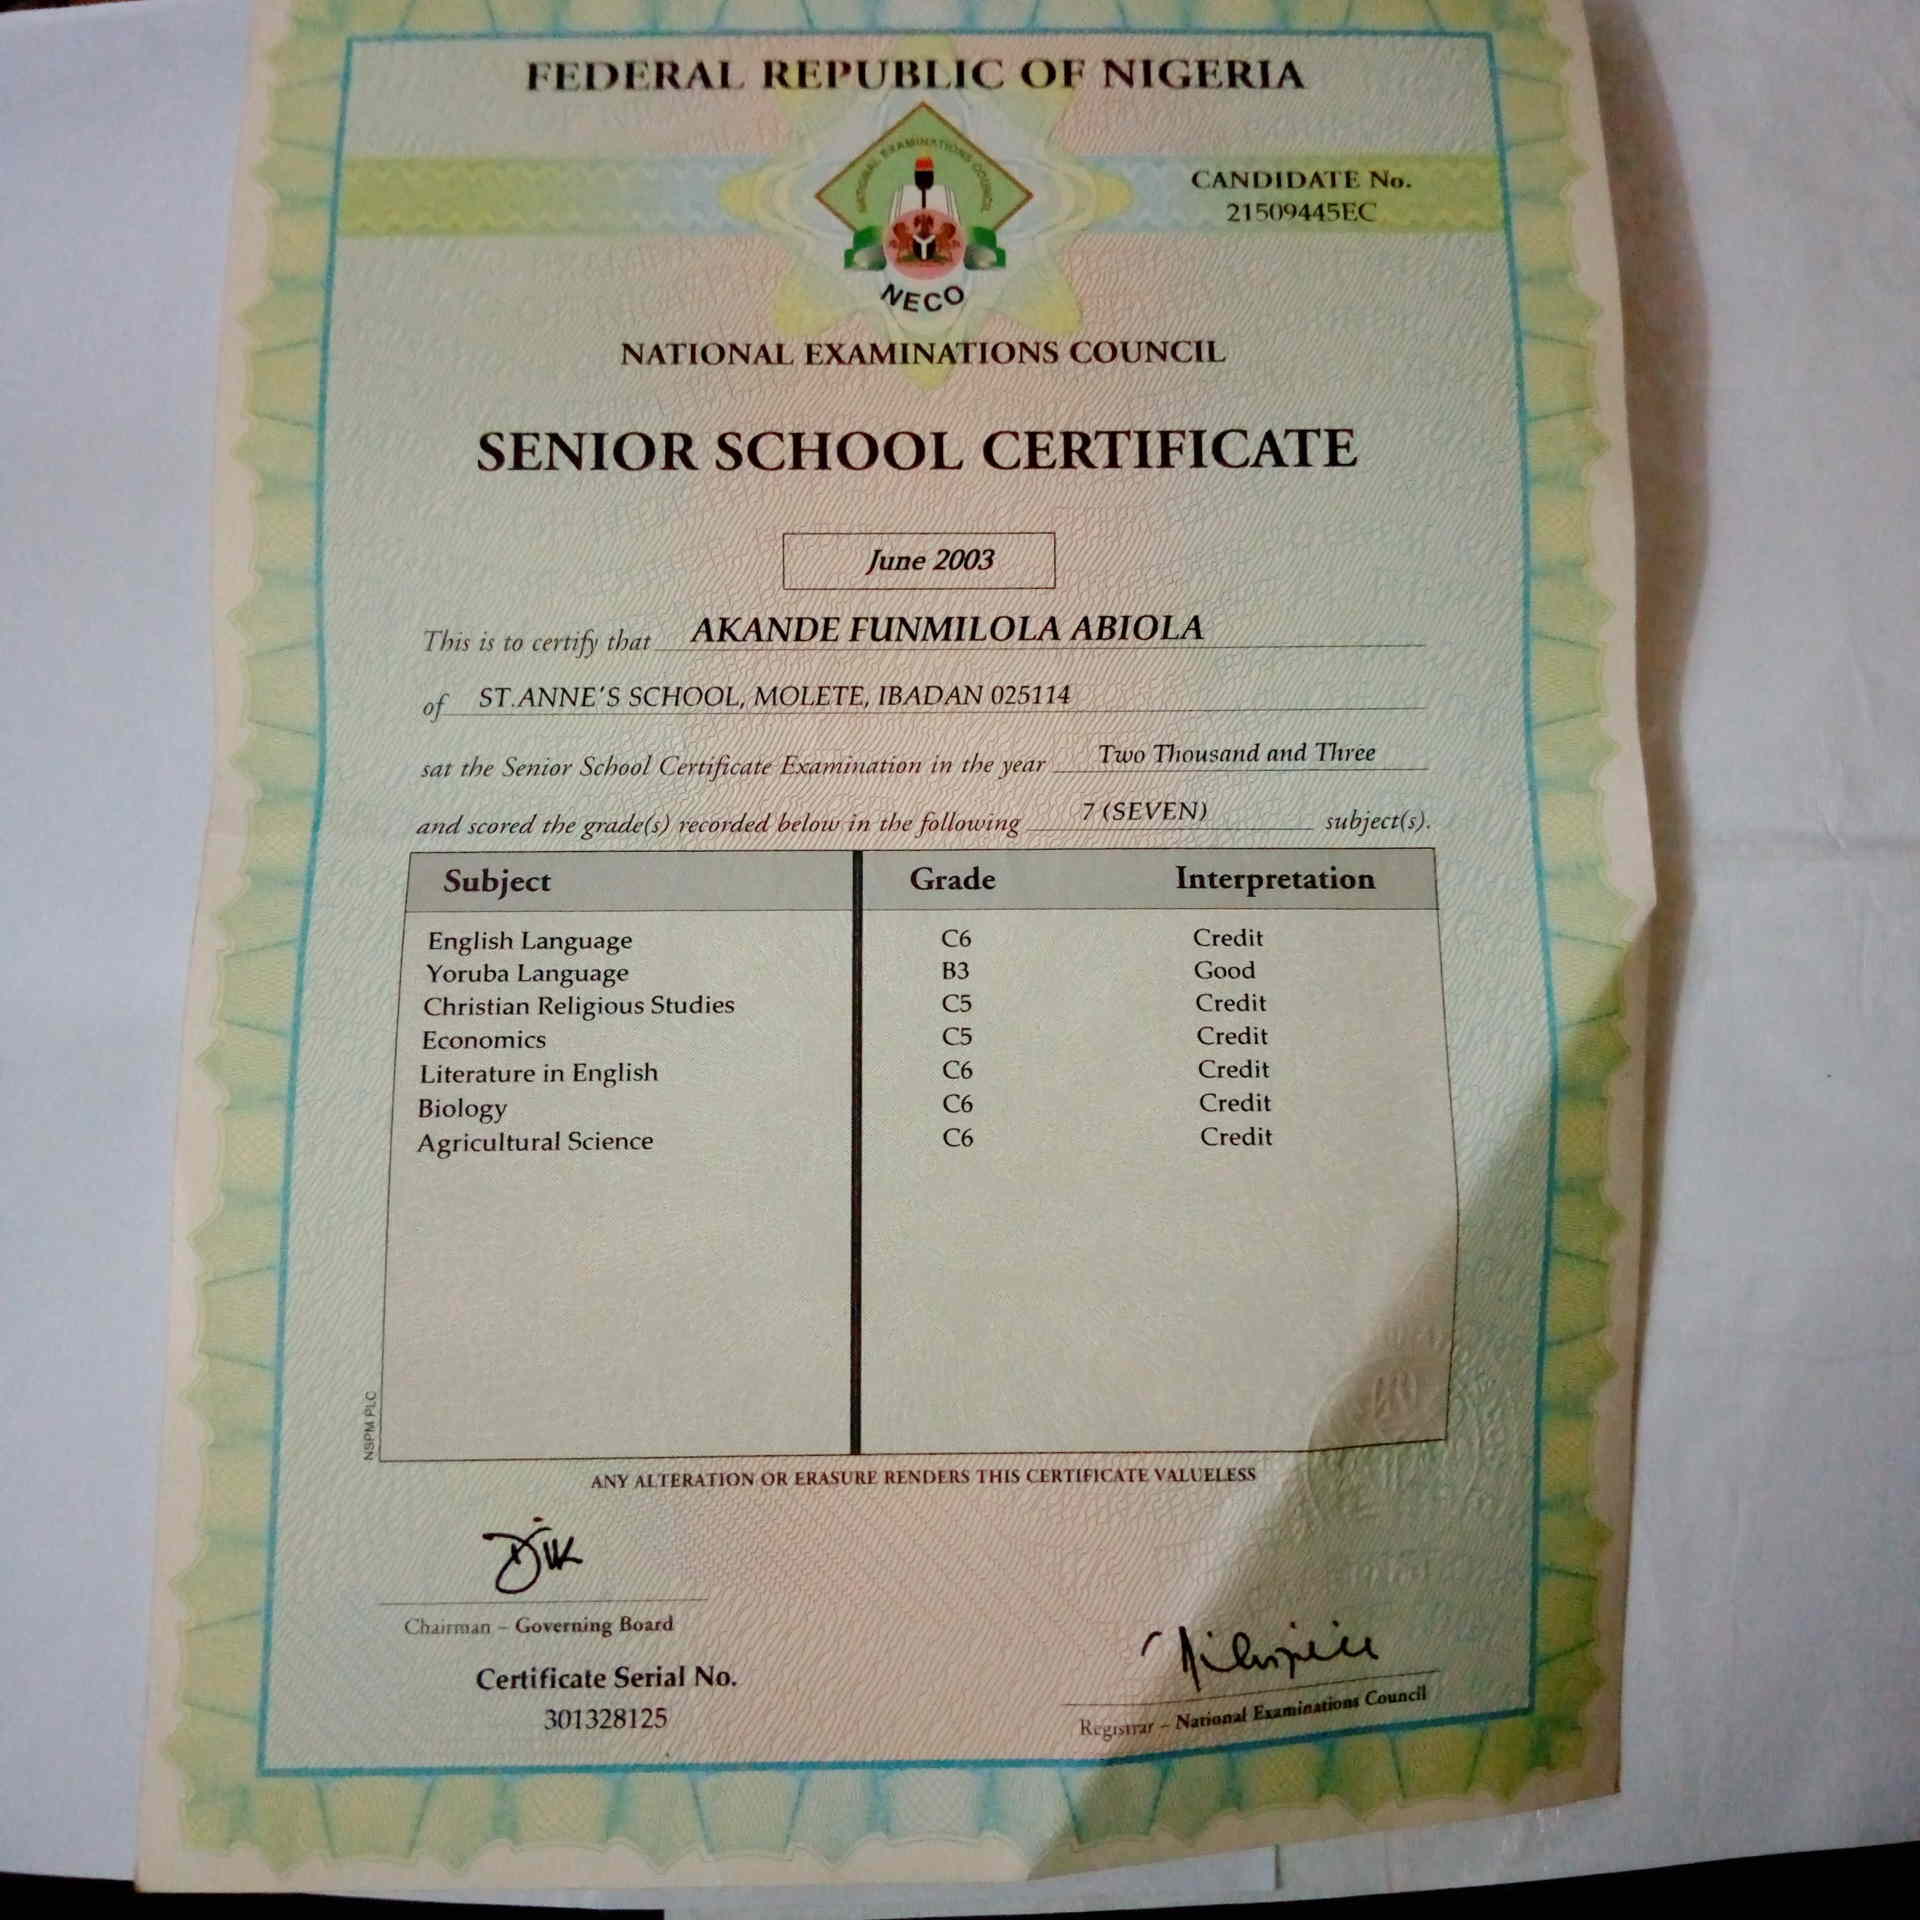 FEDERAL REPUBLIC OF NIGERIA
NATIONAL EXAMINATIONS COUNCIL
NECO
CANDIDATE No.
21509445EC
NATIONAL EXAMINATIONS COUNCIL
SENIOR SCHOOL CERTIFICATE
June 2003
This is to certify that AKANDE FUNMILOLA ABIOLA
of ST.ANNE'S SCHOOL, MOLETE, IBADAN 025114
sat the Senior School Certificate Examination in the year Two Thousand and Three
and scored the grade(s) recorded below in the following 7 (SEVEN) subject(s).
Subject Grade Interpretation
English Language C6 Credit
Yoruba Language B3 Good
Christian Religious Studies C5 Credit
Economics C5 Credit
Literature in English C6 Credit
Biology C6 Credit
Agricultural Science C6 Credit
NSPM PLC
ANY ALTERATION OR ERASURE RENDERS THIS CERTIFICATE VALUELESS
Chairman – Governing Board
Certificate Serial No.
301328125
Registrar – National Examinations Council